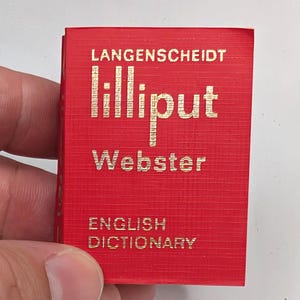 LANGENSCHEIDT
lilliput
Webster
ENGLISH
DICTIONARY